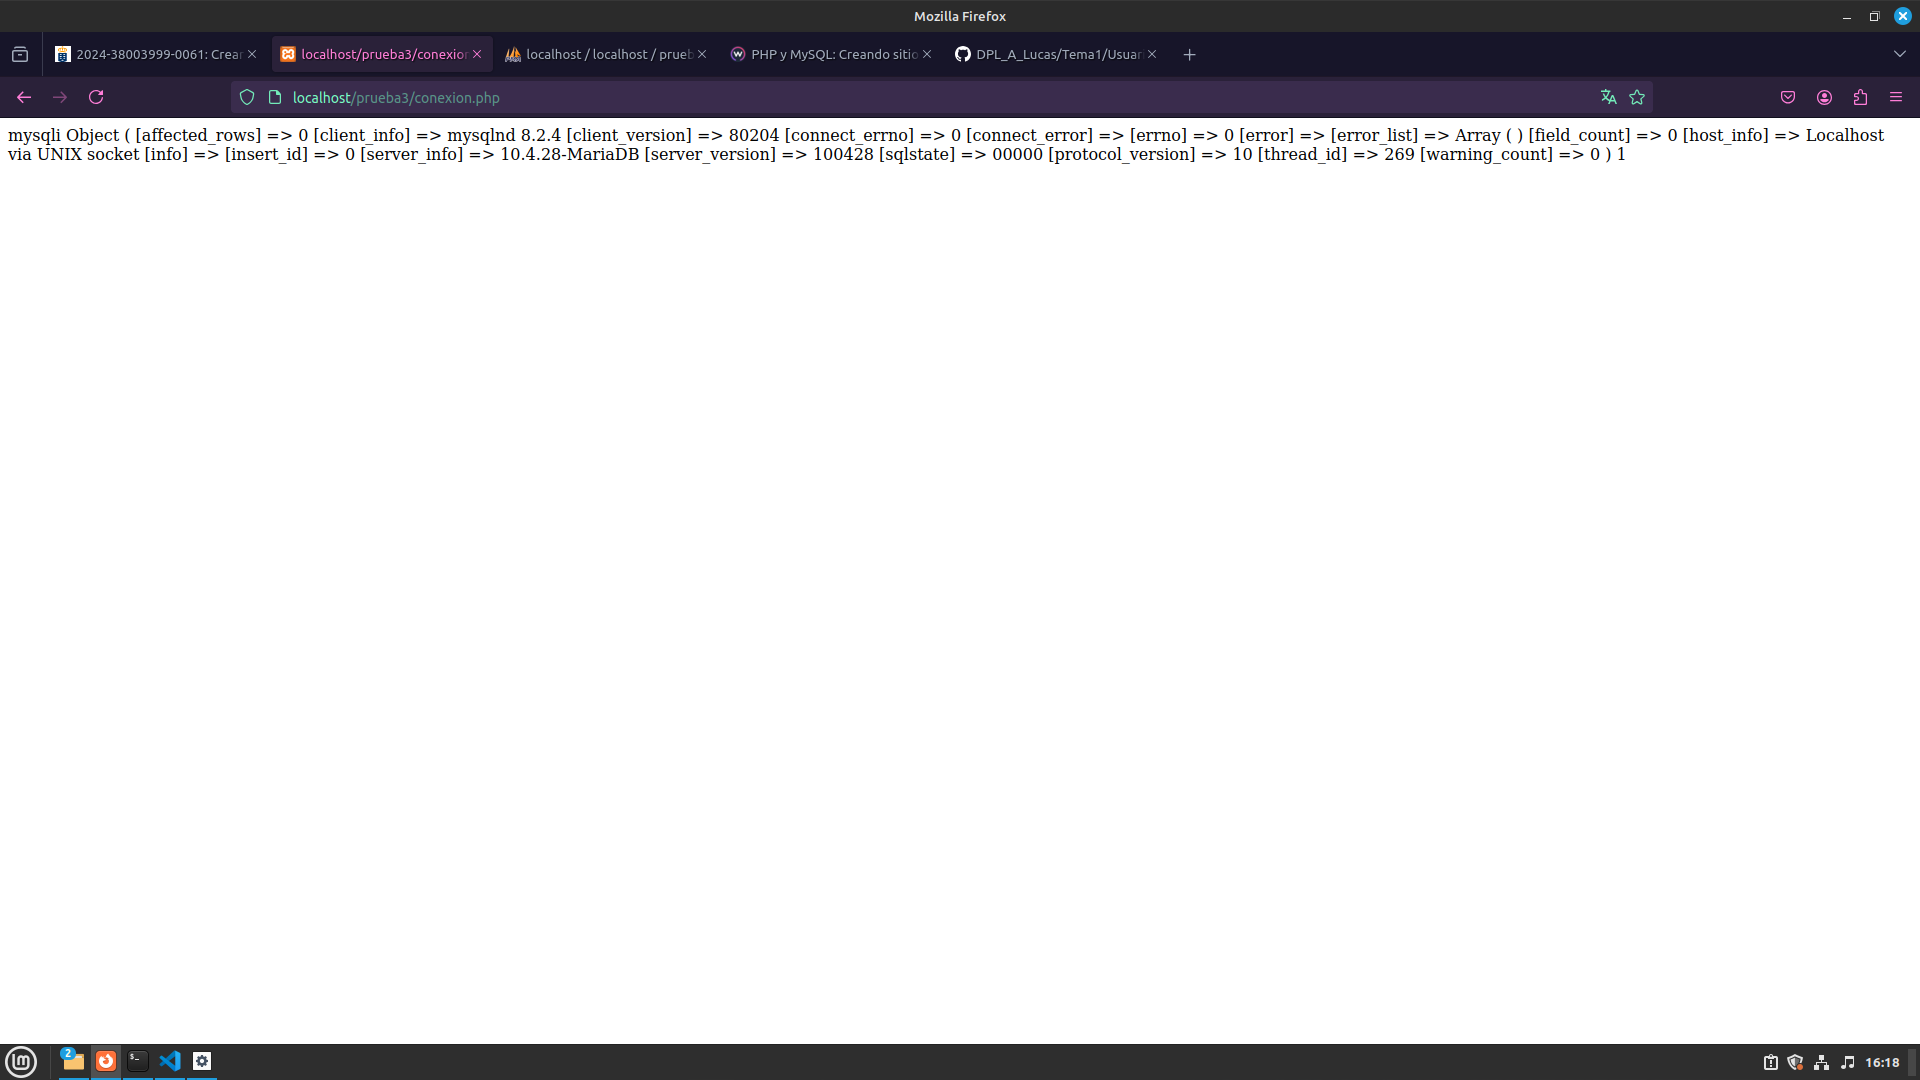 Mozilla Firefox
2024-38003999-0061: Crear
localhost/prueba3/conexion
localhost / localhost / prueb
PHP y MySQL: Creando sitio
DPL_A_Lucas/Tema1/Usuari
localhost/prueba3/conexion.php
mysqli Object ( [affected_rows] => 0 [client_info] => mysqlnd 8.2.4 [client_version] => 80204 [connect_errno] => 0 [connect_error] => [errno] => 0 [error] => [error_list] => Array ( ) [field_count] => 0 [host_info] => Localhost
via UNIX socket [info] => [insert_id] => 0 [server_info] => 10.4.28-MariaDB [server_version] => 100428 [sqlstate] => 00000 [protocol_version] => 10 [thread_id] => 269 [warning_count] => 0 ) 1
2
16:18